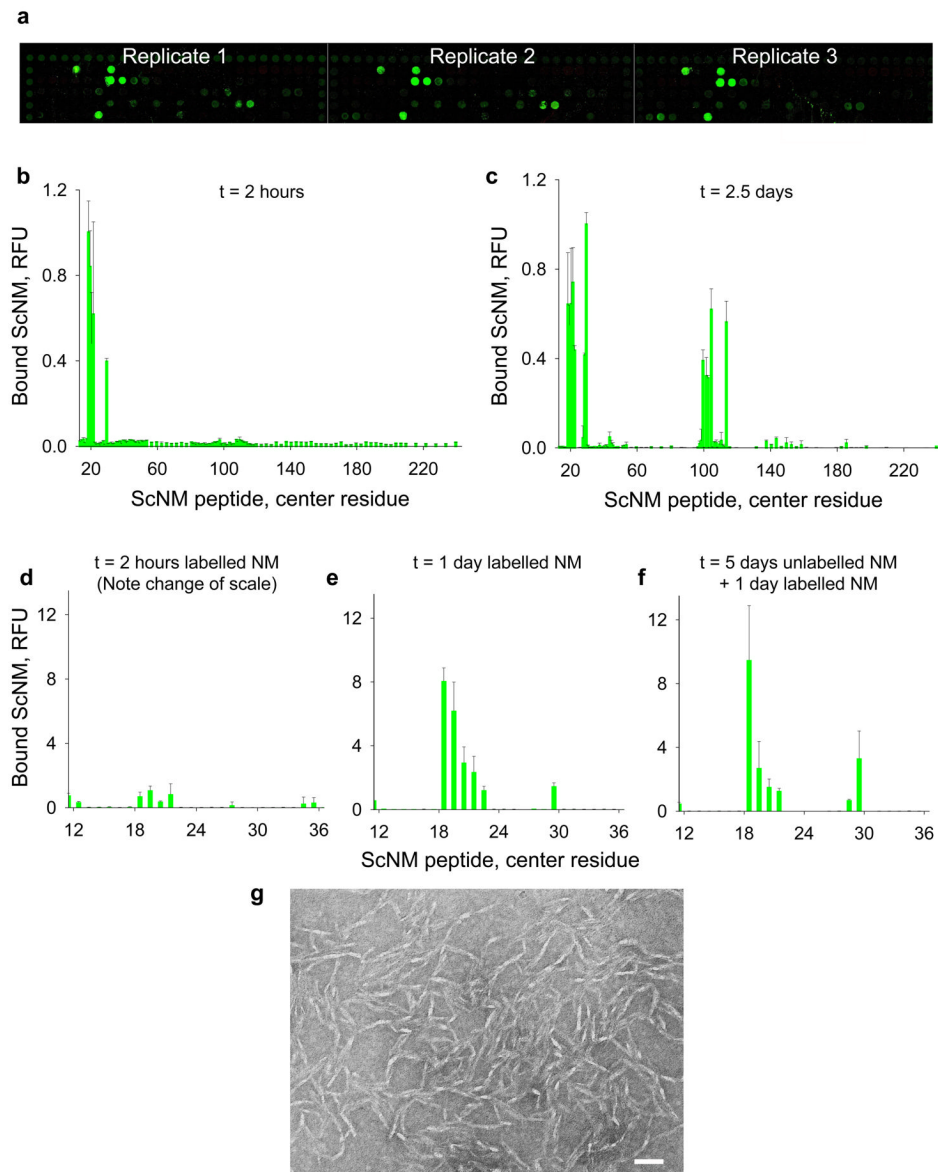 a
Replicate 1 Replicate 2 Replicate 3
b
t = 2 hours
Bound ScNM, RFU
1.2
0.8
0.4
0.0
20 60 100 140 180 220
ScNM peptide, center residue
c
t = 2.5 days
Bound ScNM, RFU
1.2
0.8
0.4
0.0
20 60 100 140 180 220
ScNM peptide, center residue
d
t = 2 hours labelled NM
(Note change of scale)
Bound ScNM, RFU
12
8
4
0
12 18 24 30 36
e
t = 1 day labelled NM
12
8
4
0
12 18 24 30 36
ScNM peptide, center residue
f
t = 5 days unlabelled NM
+ 1 day labelled NM
12
8
4
0
12 18 24 30 36
g